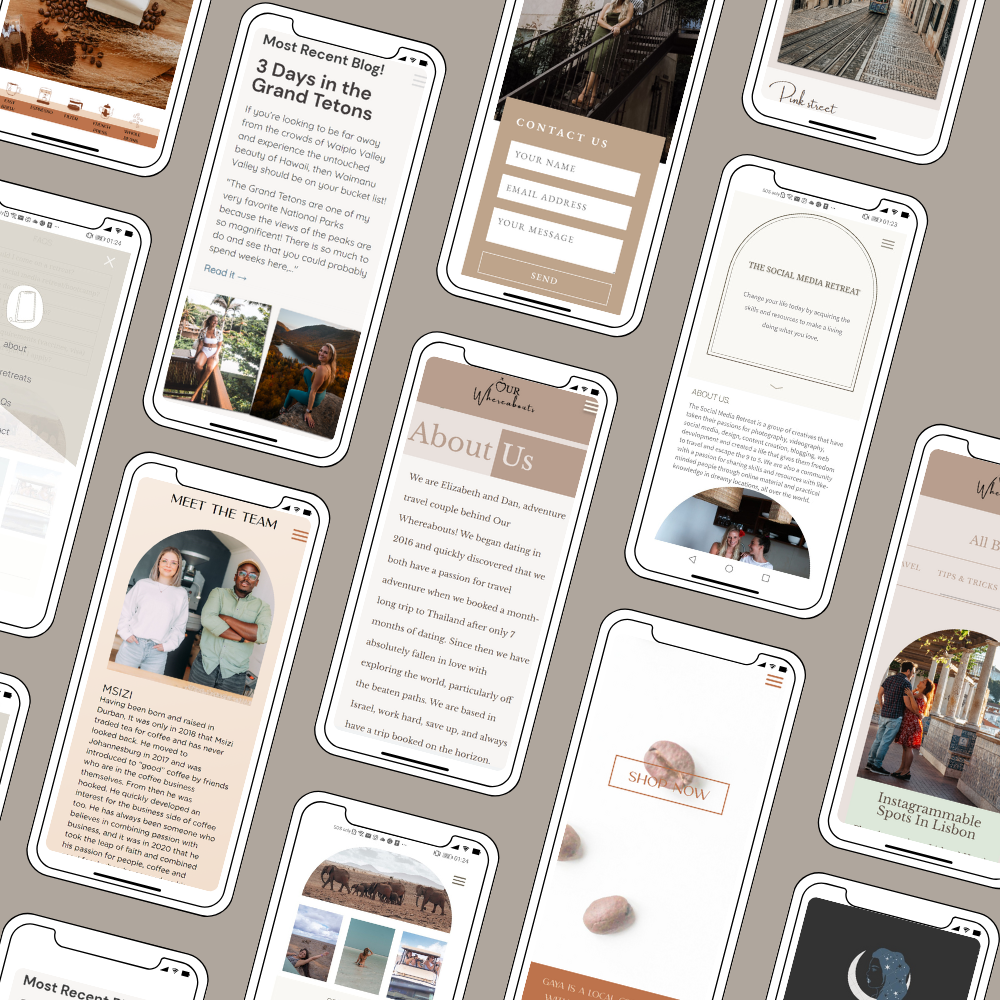 ESPRESSO
FILTER
FRENCH
PRESS
WHOLE
BEANS
Most Recent Blog!
3 Days in the
Grand Tetons
If you're looking to be far away
from the crowds of Waipio Valley
and experience the untouched
beauty of Hawaii, then Waimanu
Valley should be on your bucket list!
"The Grand Tetons are one of my
very favorite National Parks
because the views of the peaks are
so magnificent! There is so much to
do and see that you could probably
spend weeks here,.."
Read it →
CONTACT US
YOUR NAME
EMAIL ADDRESS
YOUR MESSAGE
SEND
Pink street
01:24
about
retreats
Qs
01:23
THE SOCIAL MEDIA RETREAT
Change your life today by acquiring the
skills and resources to make a living
doing what you love.
ABOUT US:
The Social Media Retreat is a group of creatives that have
taken their passions for photography, videography,
social media, design, content creation, blogging, web
development and created a life that gives them freedom
to travel and escape the 9 to 5. We are also a community
with a passion for sharing skills and resources with like-
minded people through online material and practical
knowledge in dreamy locations, all over the world.
OUR
Whereabouts
About Us
We are Elizabeth and Dan, adventure
travel couple behind Our
Whereabouts! We began dating in
2016 and quickly discovered that we
both have a passion for travel
adventure when we booked a month-
long trip to Thailand after only 7
months of dating. Since then we have
absolutely fallen in love with
exploring the world, particularly off
the beaten paths. We are based in
Israel, work hard, save up, and always
have a trip booked on the horizon.
MEET THE TEAM
MSIZI
Having been born and raised in
Durban, It was only in 2018 that Msizi
traded tea for coffee and has never
looked back. He moved to
Johannesburg in 2017 and was
introduced to "good" coffee by friends
who are in the coffee business
themselves. From then he was
hooked. He quickly developed an
interest for the business side of coffee
too. He has always been someone who
believes in combining passion with
business, and it was in 2020 that he
took the leap of faith and combined
his passion for people, coffee and
All B
AVEL
TIPS & TRICKS
Instagrammable
Spots In Lisbon
SHOP NOW
GAYA IS A LOCAL
01:24
Most Recent